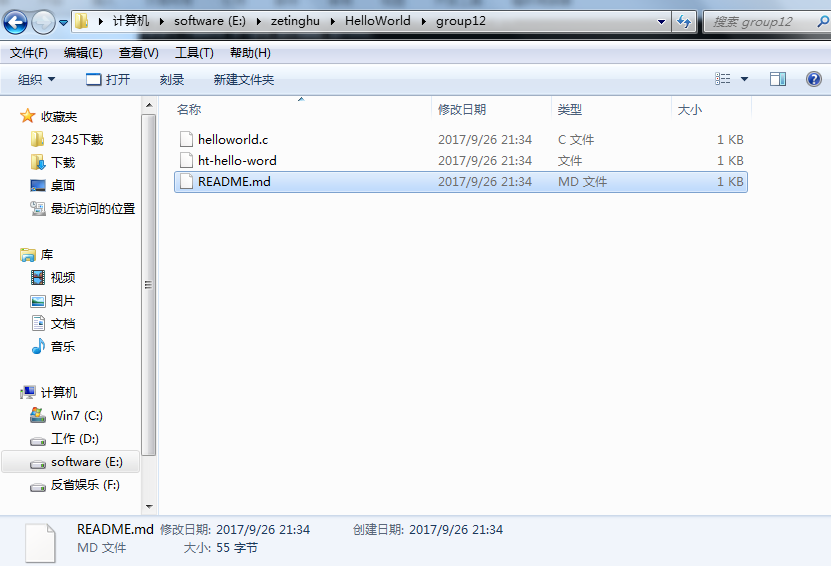 计算机 software (E:) zetinghu HelloWorld group12 搜索 group12
文件(F) 编辑(E) 查看(V) 工具(T) 帮助(H)
组织 打开 刻录 新建文件夹
收藏夹
2345下载
下载
桌面
最近访问的位置
库
视频
图片
文档
音乐
计算机
Win7 (C:)
工作 (D:)
software (E:)
反省娱乐 (F:)
名称 修改日期 类型 大小
helloworld.c 2017/9/26 21:34 C 文件 1 KB
ht-hello-word 2017/9/26 21:34 文件 1 KB
README.md 2017/9/26 21:34 MD 文件 1 KB
README.md 修改日期: 2017/9/26 21:34 创建日期: 2017/9/26 21:34
MD 文件 大小: 55 字节